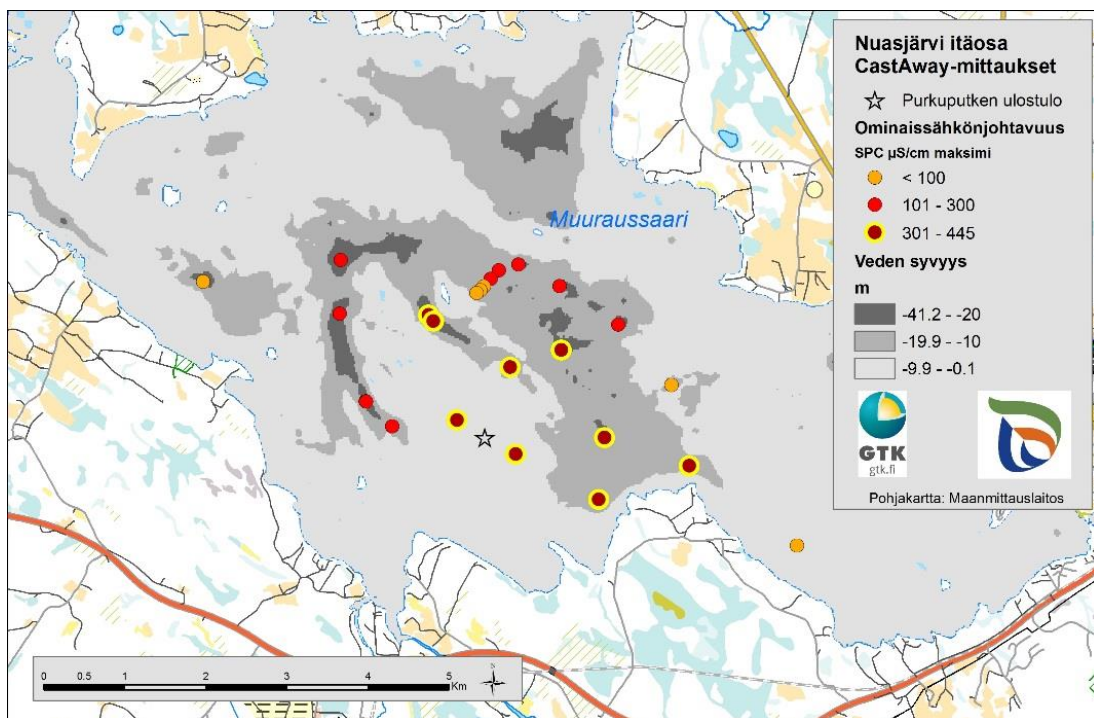 Nuasjärvi itäosa
CastAway-mittaukset
Purkuputken ulostulo
Ominaissähkönjohtavuus
SPC µS/cm maksimi
< 100
101 - 300
301 - 445
Veden syvyys
m
-41.2 - -20
-19.9 - -10
-9.9 - -0.1
GTK
gtk.fi
Pohjakartta: Maanmittauslaitos
Muuraussaari
0 0.5 1 2 3 4 5
Km